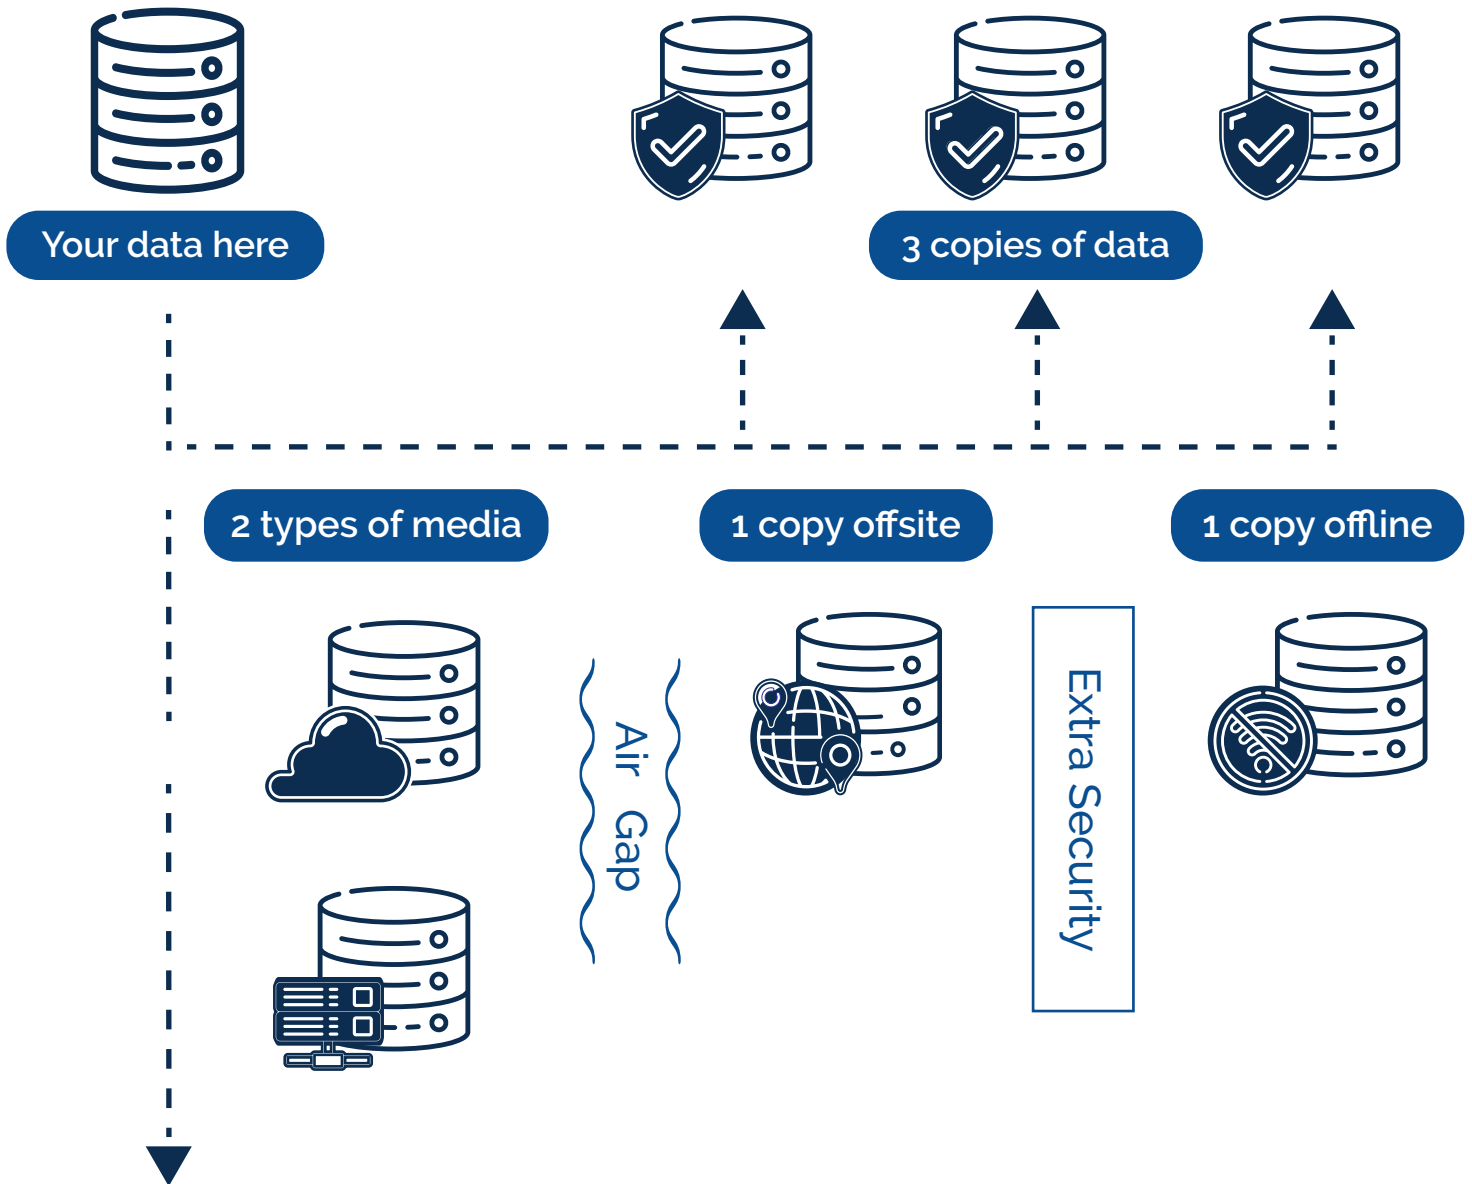 Your data here
3 copies of data
2 types of media
1 copy offsite
1 copy offline
Air Gap
Extra Security